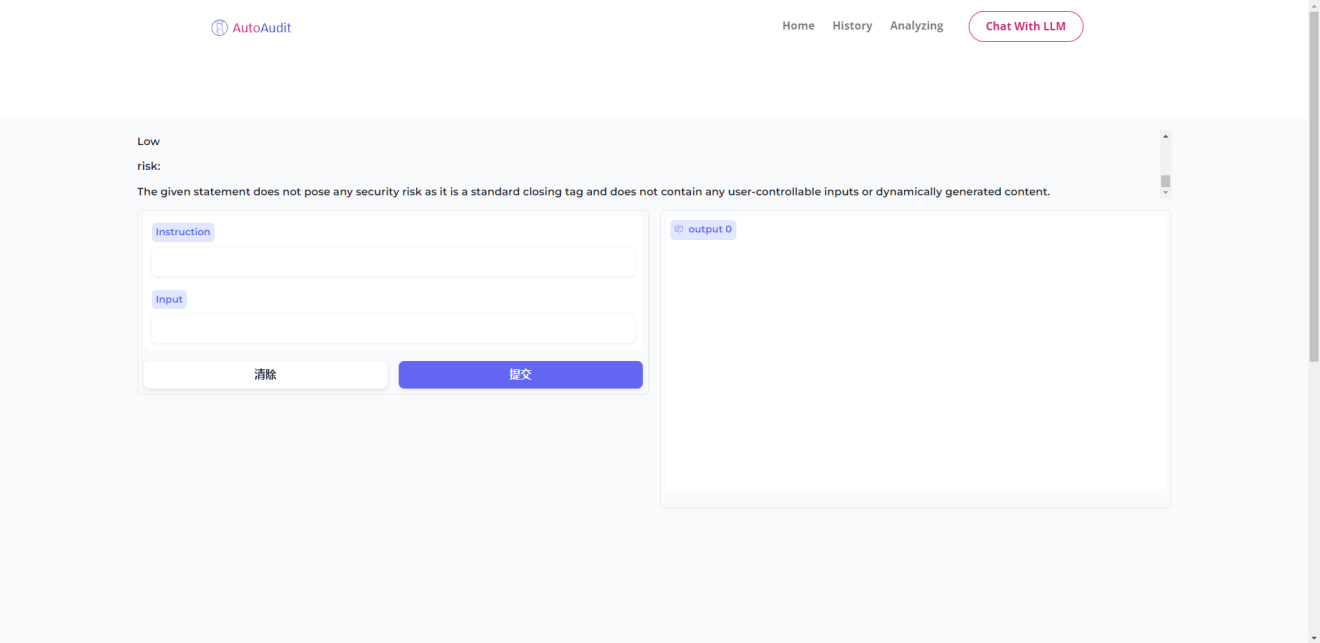 AutoAudit
Home History Analyzing Chat With LLM
Low
risk:
The given statement does not pose any security risk as it is a standard closing tag and does not contain any user-controllable inputs or dynamically generated content.
Instruction
Input
清除 提交
output 0